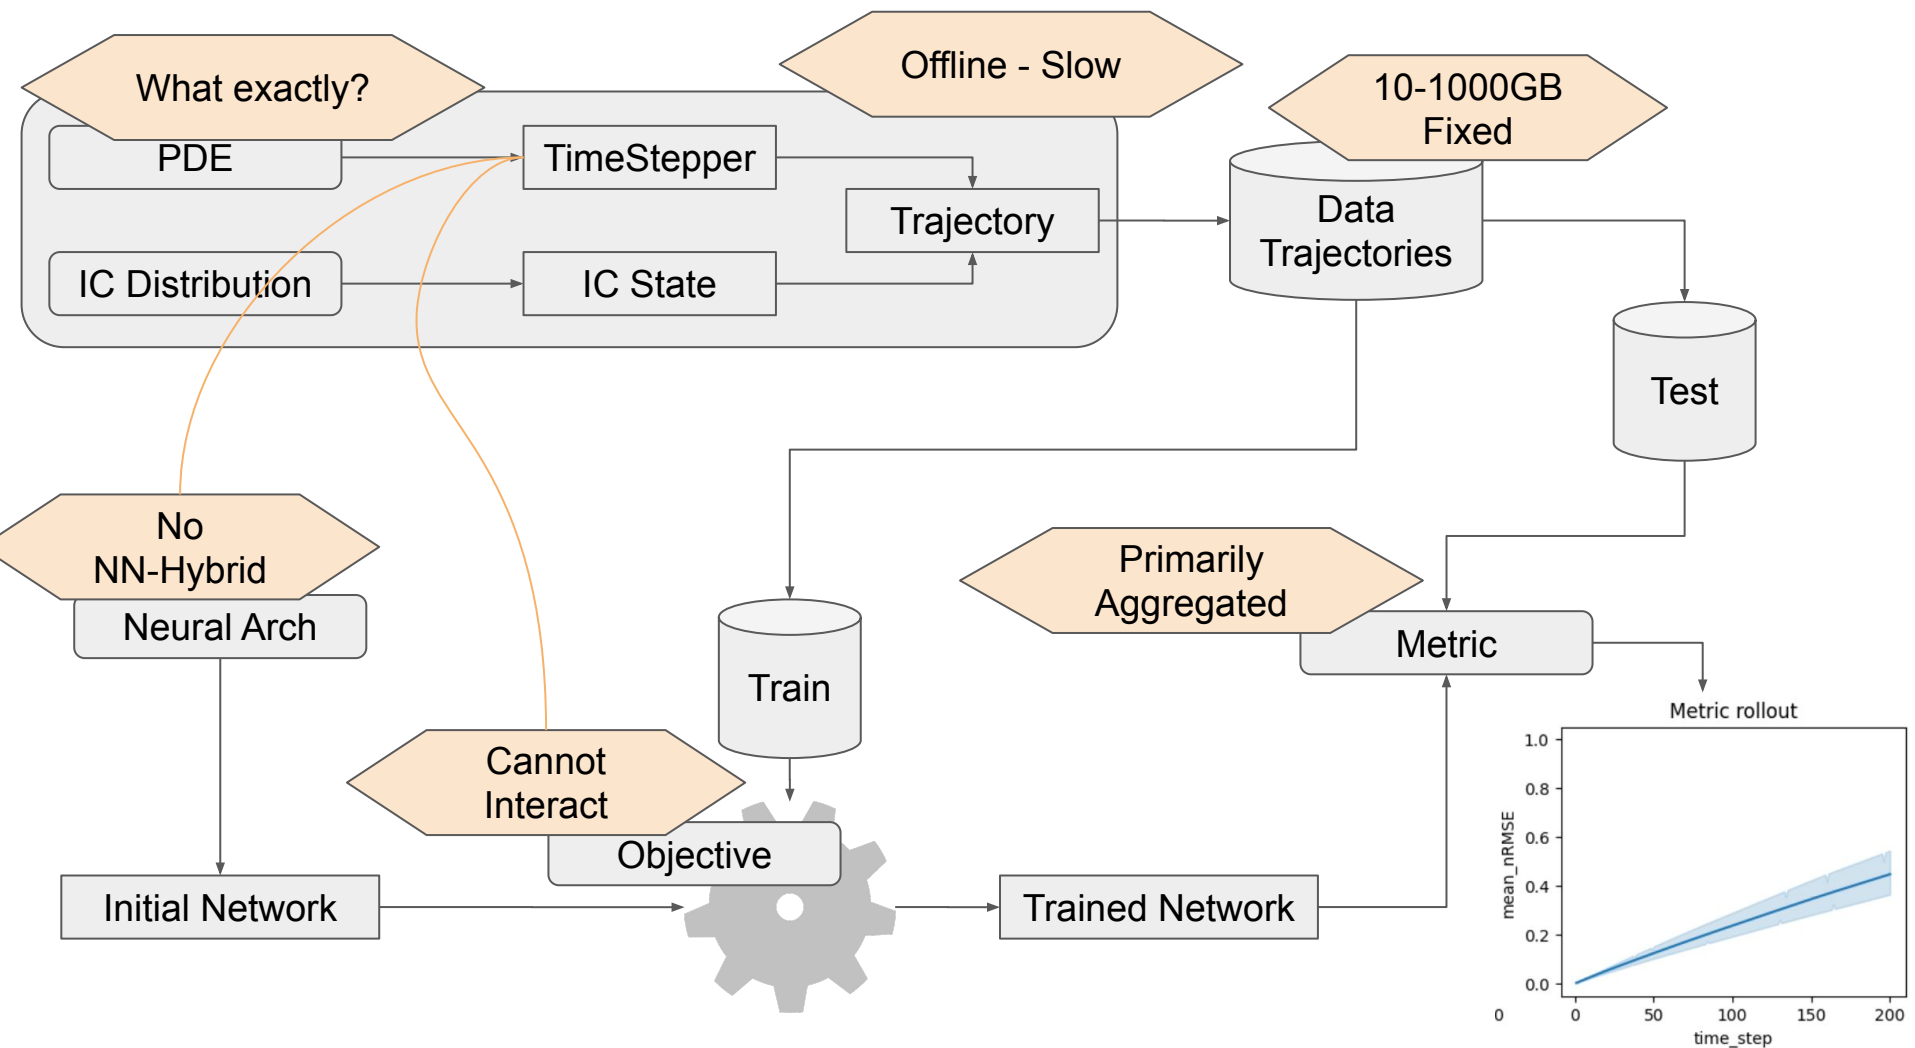 What exactly?
Offline - Slow
10-1000GB
Fixed
PDE
TimeStepper
Trajectory
Data
Trajectories
IC Distribution
IC State
Test
No
NN-Hybrid
Neural Arch
Primarily
Aggregated
Metric
Train
Cannot
Interact
Objective
Initial Network
Trained Network
Metric rollout
1.0
0.8
0.6
0.4
0.2
0.0
mean_nRMSE
0
0
50
100
150
200
time_step